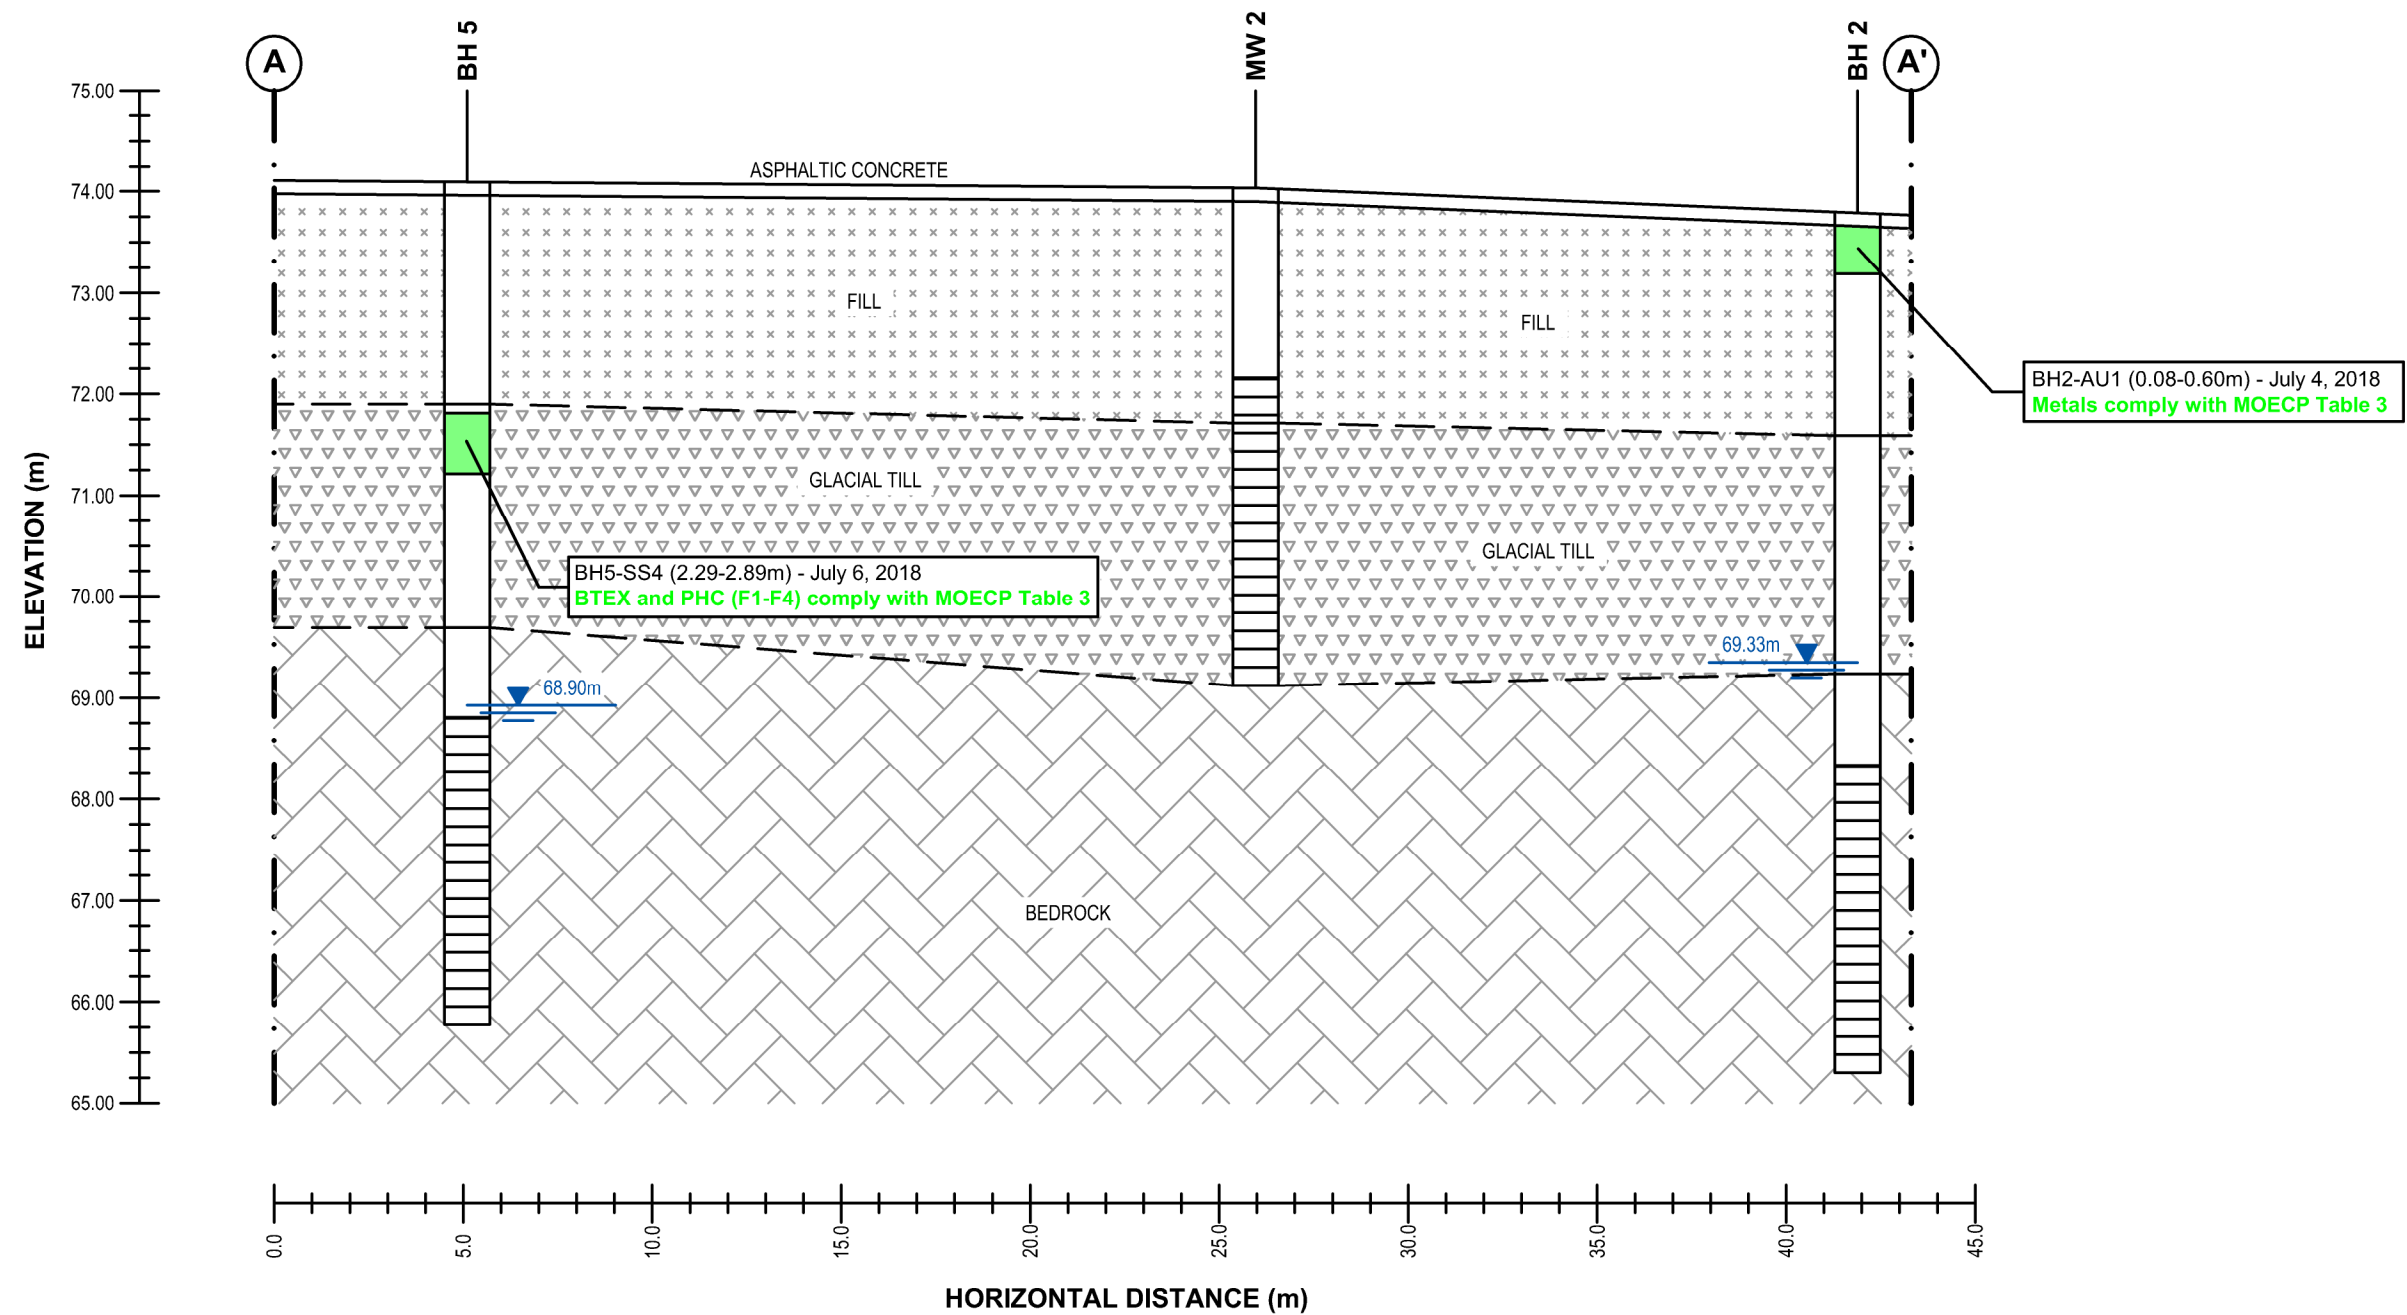 A
BH 5
MW 2
BH 2
A'
75.00
74.00
73.00
72.00
71.00
70.00
69.00
68.00
67.00
66.00
65.00
ELEVATION (m)
ASPHALTIC CONCRETE
FILL
FILL
BH2-AU1 (0.08-0.60m) - July 4, 2018
Metals comply with MOECP Table 3
GLACIAL TILL
GLACIAL TILL
BH5-SS4 (2.29-2.89m) - July 6, 2018
BTEX and PHC (F1-F4) comply with MOECP Table 3
69.33m
68.90m
BEDROCK
0.0
5.0
10.0
15.0
20.0
25.0
30.0
35.0
40.0
45.0
HORIZONTAL DISTANCE (m)